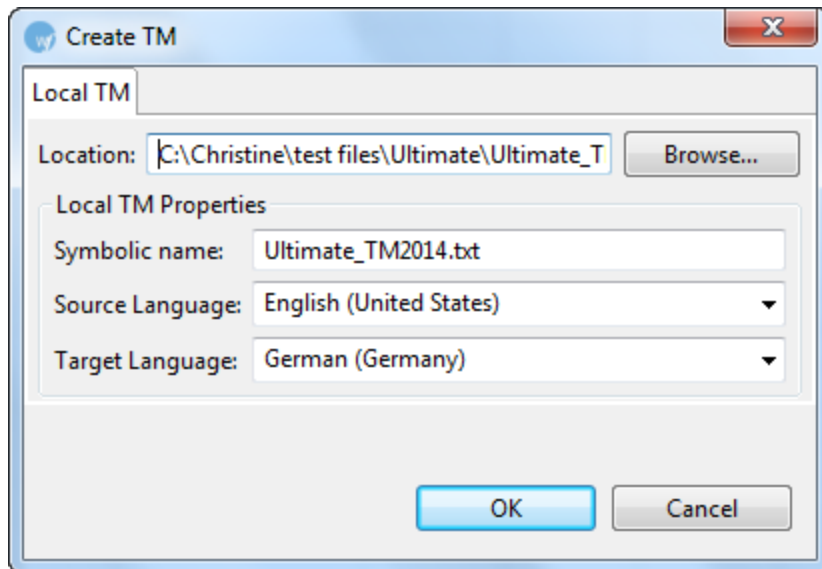 Create TM
Local TM
Location: C:\Christine\test files\Ultimate\Ultimate_T Browse...
Local TM Properties
Symbolic name: Ultimate_TM2014.txt
Source Language: English (United States)
Target Language: German (Germany)
OK Cancel